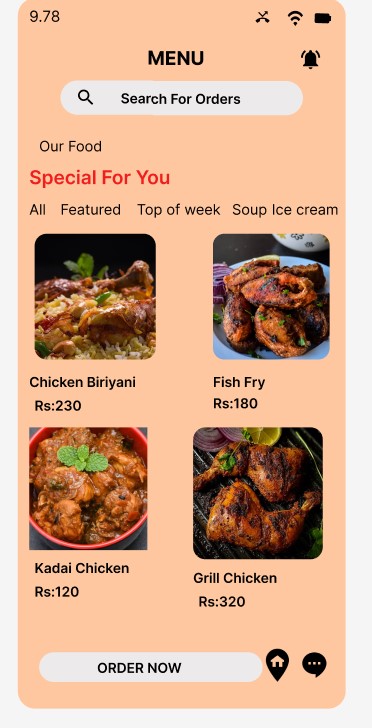 9.78
MENU
Search For Orders
Our Food
Special For You
All Featured Top of week Soup Ice cream
Chicken Biriyani
Rs:230
Fish Fry
Rs:180
Kadai Chicken
Rs:120
Grill Chicken
Rs:320
ORDER NOW